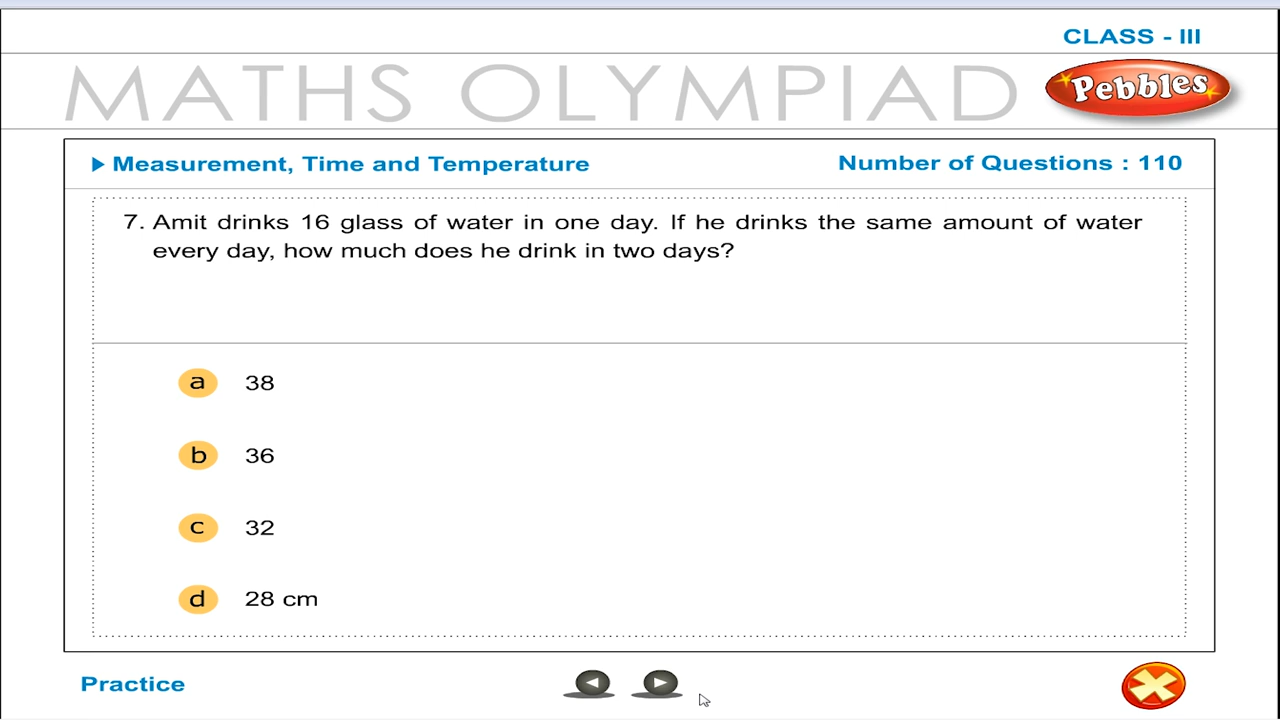 CLASS - III
MATHS OLYMPIAD
Pebbles
Measurement, Time and Temperature
Number of Questions : 110
7. Amit drinks 16 glass of water in one day. If he drinks the same amount of water
every day, how much does he drink in two days?
a 38
b 36
c 32
d 28 cm
Practice